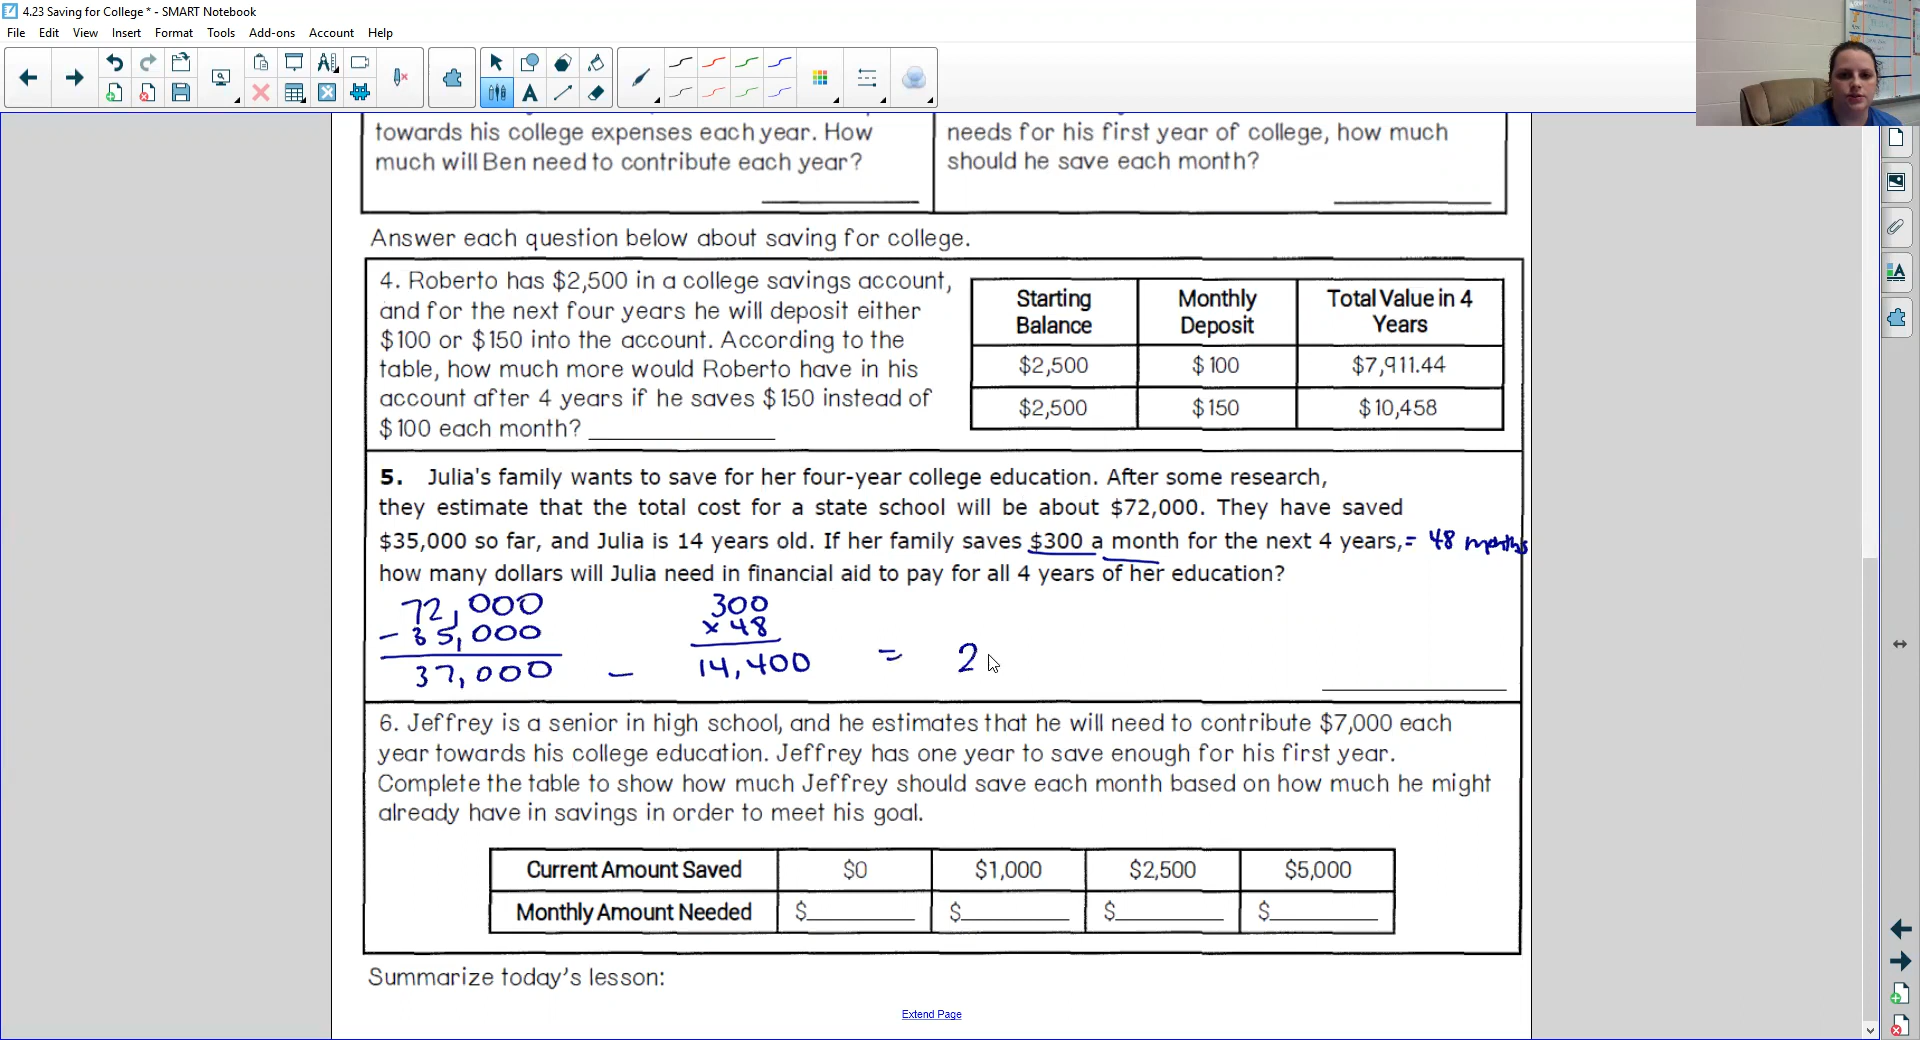 4.23 Saving for College * - SMART Notebook
File Edit View Insert Format Tools Add-ons Account Help
towards his college expenses each year. How
much will Ben need to contribute each year?
needs for his first year of college, how much
should he save each month?
Answer each question below about saving for college.
4. Roberto has $2,500 in a college savings account,
and for the next four years he will deposit either
$100 or $150 into the account. According to the
table, how much more would Roberto have in his
account after 4 years if he saves $150 instead of
$100 each month?
Starting Balance Monthly Deposit Total Value in 4 Years
$2,500 $100 $7,911.44
$2,500 $150 $10,458
5. Julia's family wants to save for her four-year college education. After some research,
they estimate that the total cost for a state school will be about $72,000. They have saved
$35,000 so far, and Julia is 14 years old. If her family saves $300 a month for the next 4 years, = 48 months
how many dollars will Julia need in financial aid to pay for all 4 years of her education?
72,000 300
- 35,000 x 48
37,000 - 14,400 = 2
6. Jeffrey is a senior in high school, and he estimates that he will need to contribute $7,000 each
year towards his college education. Jeffrey has one year to save enough for his first year.
Complete the table to show how much Jeffrey should save each month based on how much he might
already have in savings in order to meet his goal.
Current Amount Saved $0 $1,000 $2,500 $5,000
Monthly Amount Needed $ $ $ $
Summarize today's lesson:
Extend Page